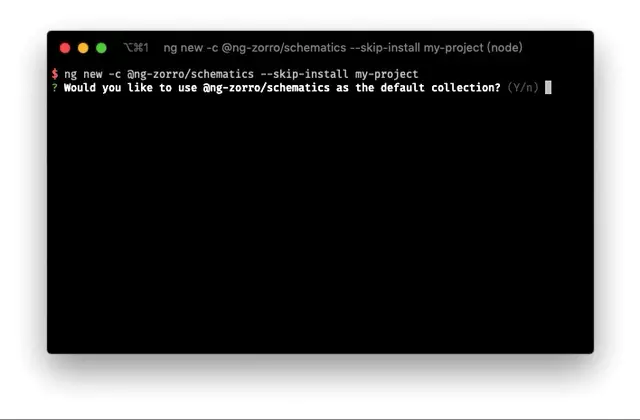 ⌥⌘1 ng new -c @ng-zorro/schematics --skip-install my-project (node)
$ ng new -c @ng-zorro/schematics --skip-install my-project
? Would you like to use @ng-zorro/schematics as the default collection? (Y/n)